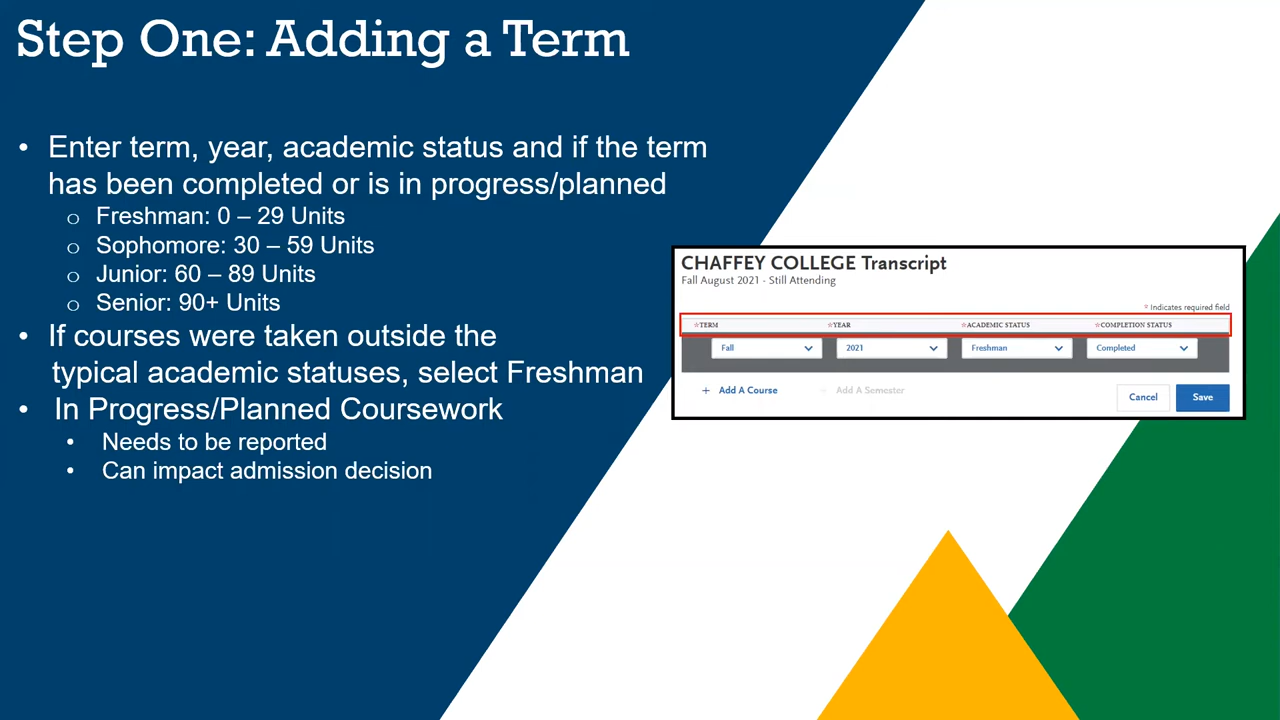 Step One: Adding a Term
• Enter term, year, academic status and if the term
has been completed or is in progress/planned
o Freshman: 0 – 29 Units
o Sophomore: 30 – 59 Units
o Junior: 60 – 89 Units
o Senior: 90+ Units
• If courses were taken outside the
typical academic statuses, select Freshman
• In Progress/Planned Coursework
• Needs to be reported
• Can impact admission decision
CHAFFEY COLLEGE Transcript
Fall August 2021 - Still Attending
* Indicates required field
*TERM *YEAR *ACADEMIC STATUS *COMPLETION STATUS
Fall 2021 Freshman Completed
+ Add A Course + Add A Semester
Cancel Save